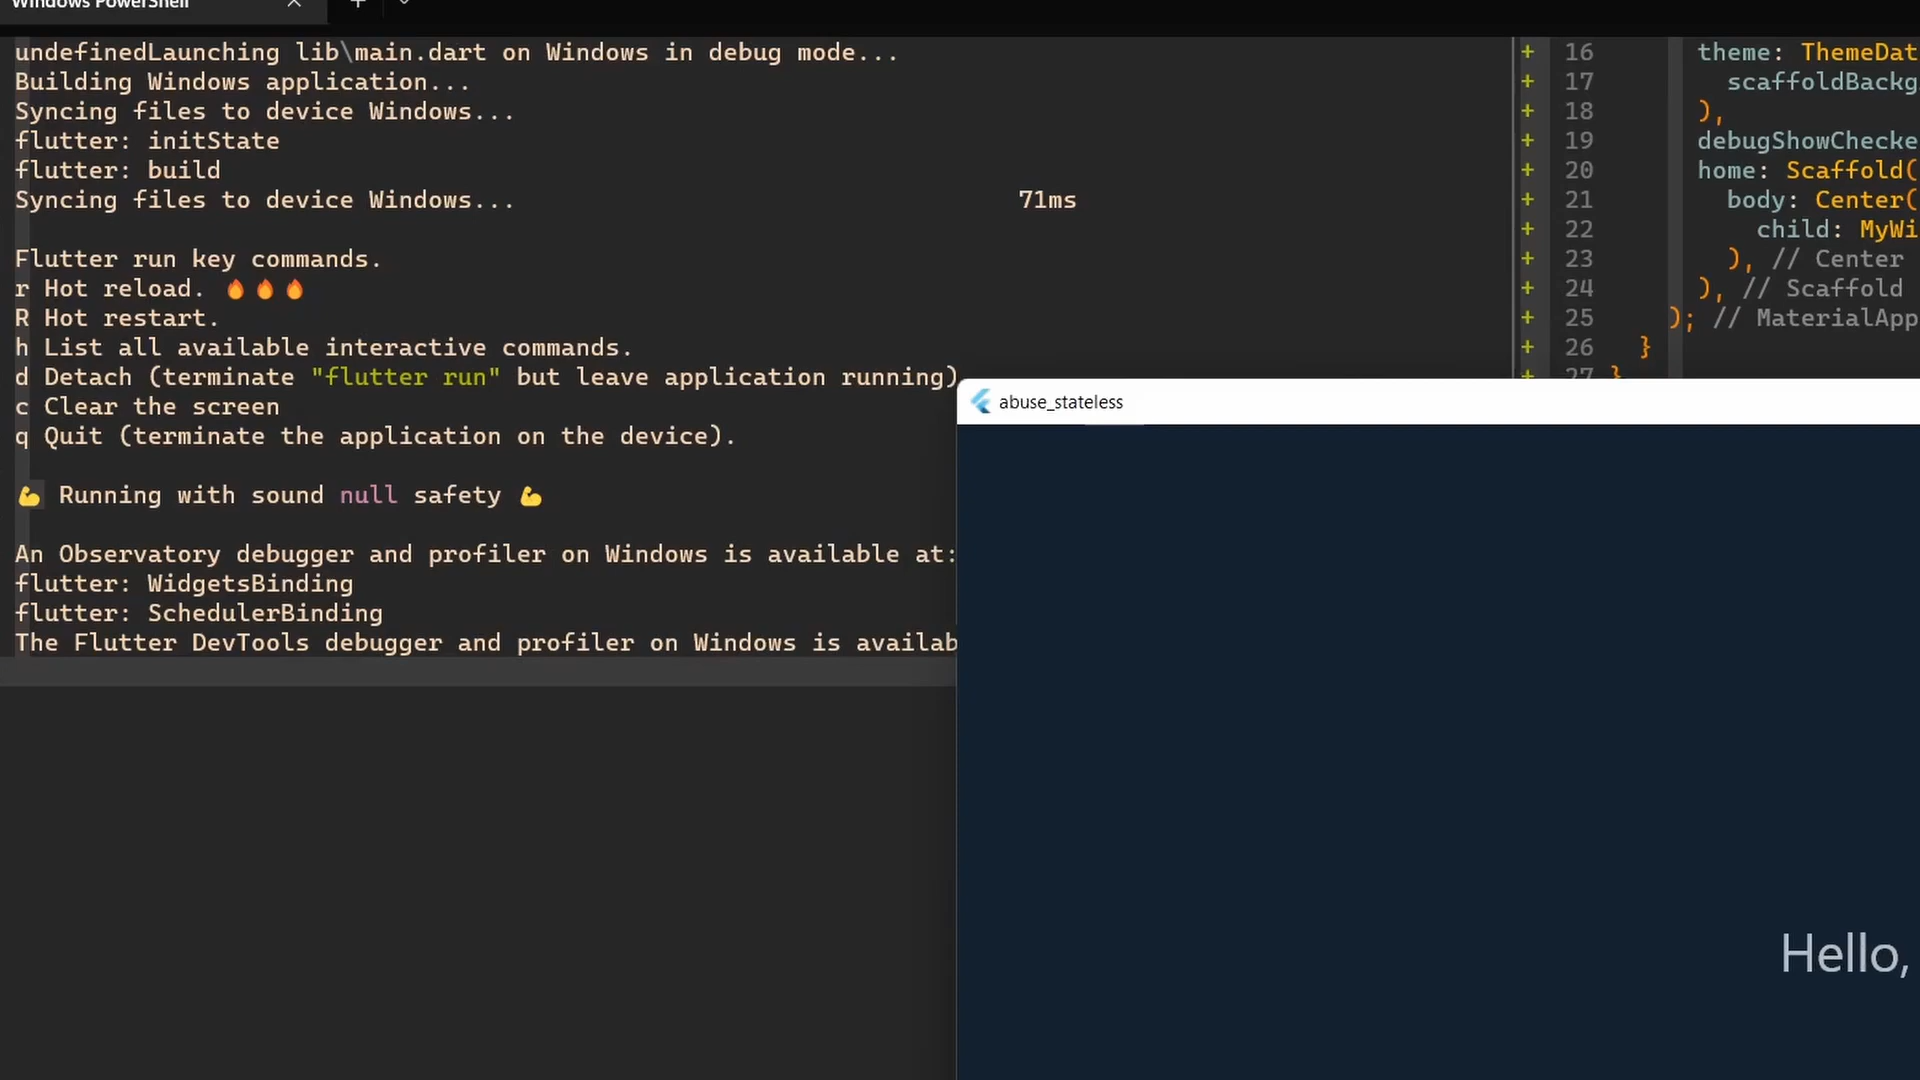 Windows PowerShell
undefinedLaunching lib\main.dart on Windows in debug mode...
Building Windows application...
Syncing files to device Windows...
flutter: initState
flutter: build
Syncing files to device Windows... 71ms
Flutter run key commands.
r Hot reload. 🔥🔥🔥
R Hot restart.
h List all available interactive commands.
d Detach (terminate "flutter run" but leave application running)
c Clear the screen
q Quit (terminate the application on the device).
💪 Running with sound null safety 💪
An Observatory debugger and profiler on Windows is available at:
flutter: WidgetsBinding
flutter: SchedulerBinding
The Flutter DevTools debugger and profiler on Windows is availab
+ 16 theme: ThemeDat
+ 17 scaffoldBackg
+ 18 ),
+ 19 debugShowChecke
+ 20 home: Scaffold(
+ 21 body: Center(
+ 22 child: MyWi
+ 23 ), // Center
+ 24 ), // Scaffold
+ 25 ); // MaterialApp
+ 26 }
+ 27 }
abuse_stateless
Hello,